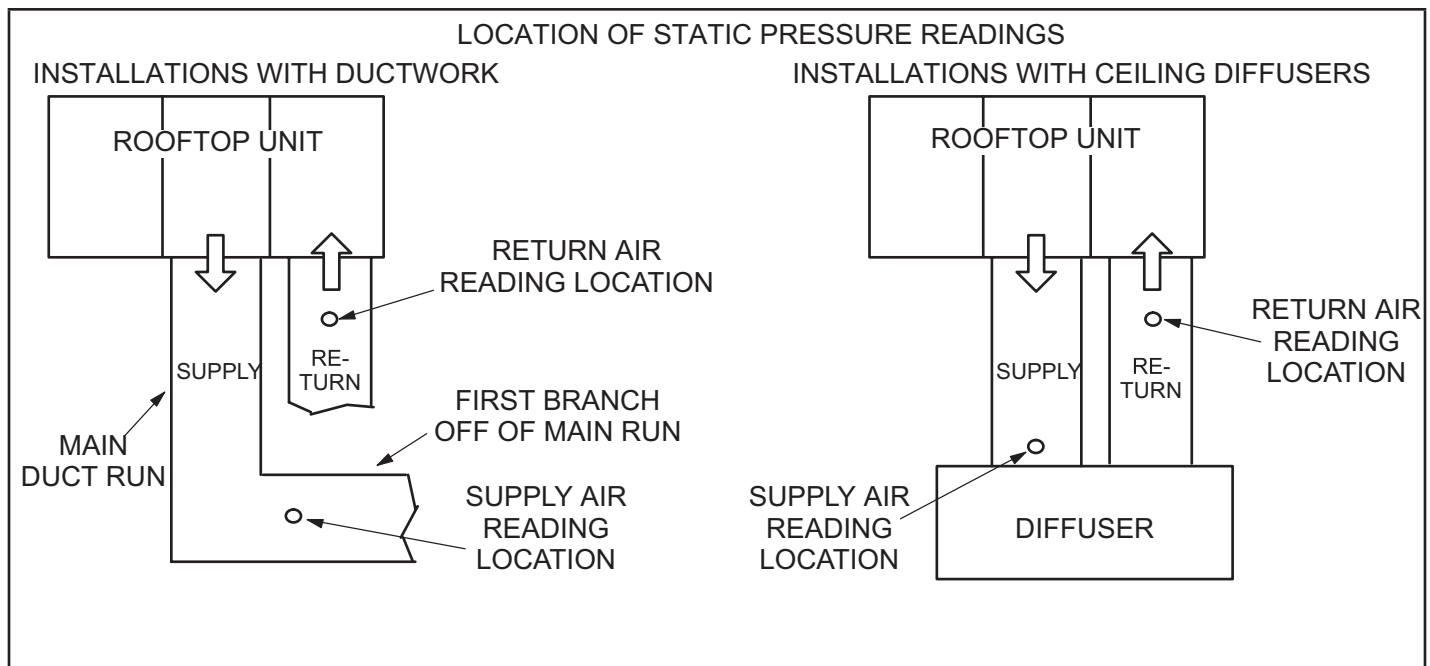 LOCATION OF STATIC PRESSURE READINGS
INSTALLATIONS WITH DUCTWORK
ROOFTOP UNIT
RETURN AIR
READING LOCATION
SUPPLY
RE-
TURN
FIRST BRANCH
OFF OF MAIN RUN
MAIN
DUCT RUN
SUPPLY AIR
READING
LOCATION
INSTALLATIONS WITH CEILING DIFFUSERS
ROOFTOP UNIT
RETURN AIR
READING
LOCATION
SUPPLY
RE-
TURN
SUPPLY AIR
READING
LOCATION
DIFFUSER